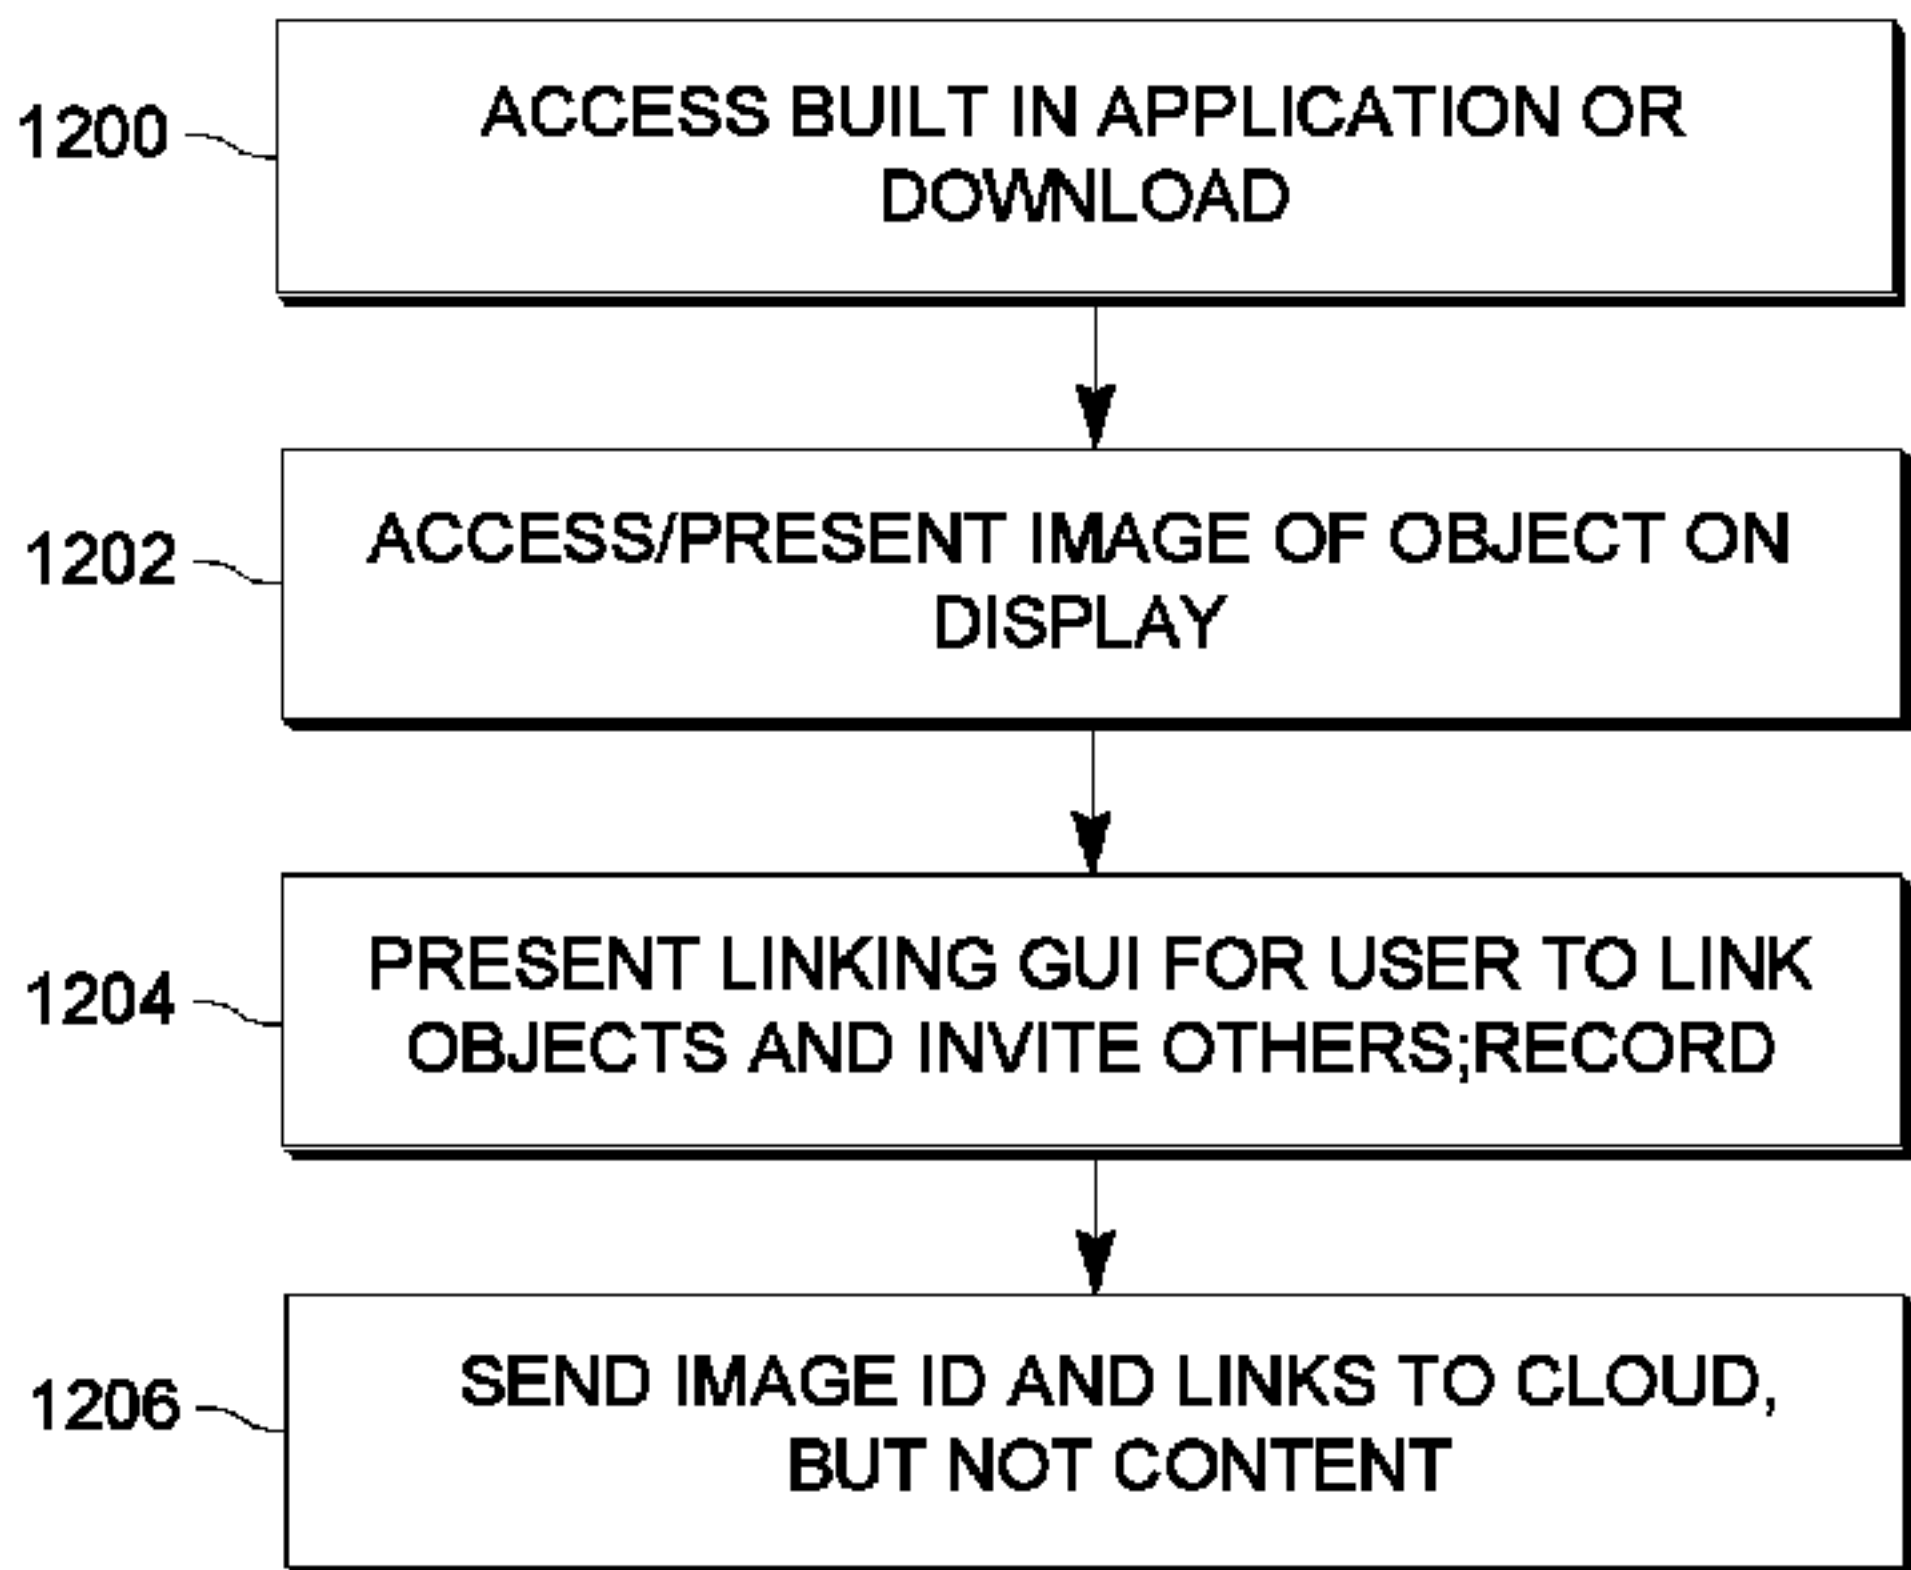 1200
ACCESS BUILT IN APPLICATION OR
DOWNLOAD
1202
ACCESS/PRESENT IMAGE OF OBJECT ON
DISPLAY
1204
PRESENT LINKING GUI FOR USER TO LINK
OBJECTS AND INVITE OTHERS;RECORD
1206
SEND IMAGE ID AND LINKS TO CLOUD,
BUT NOT CONTENT